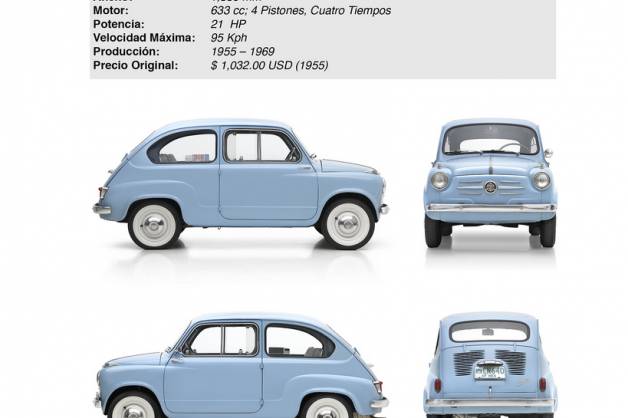 Motor: 633 cc; 4 Pistones, Cuatro Tiempos
Potencia: 21 HP
Velocidad Máxima: 95 Kph
Producción: 1955 – 1969
Precio Original: $ 1,032.00 USD (1955)